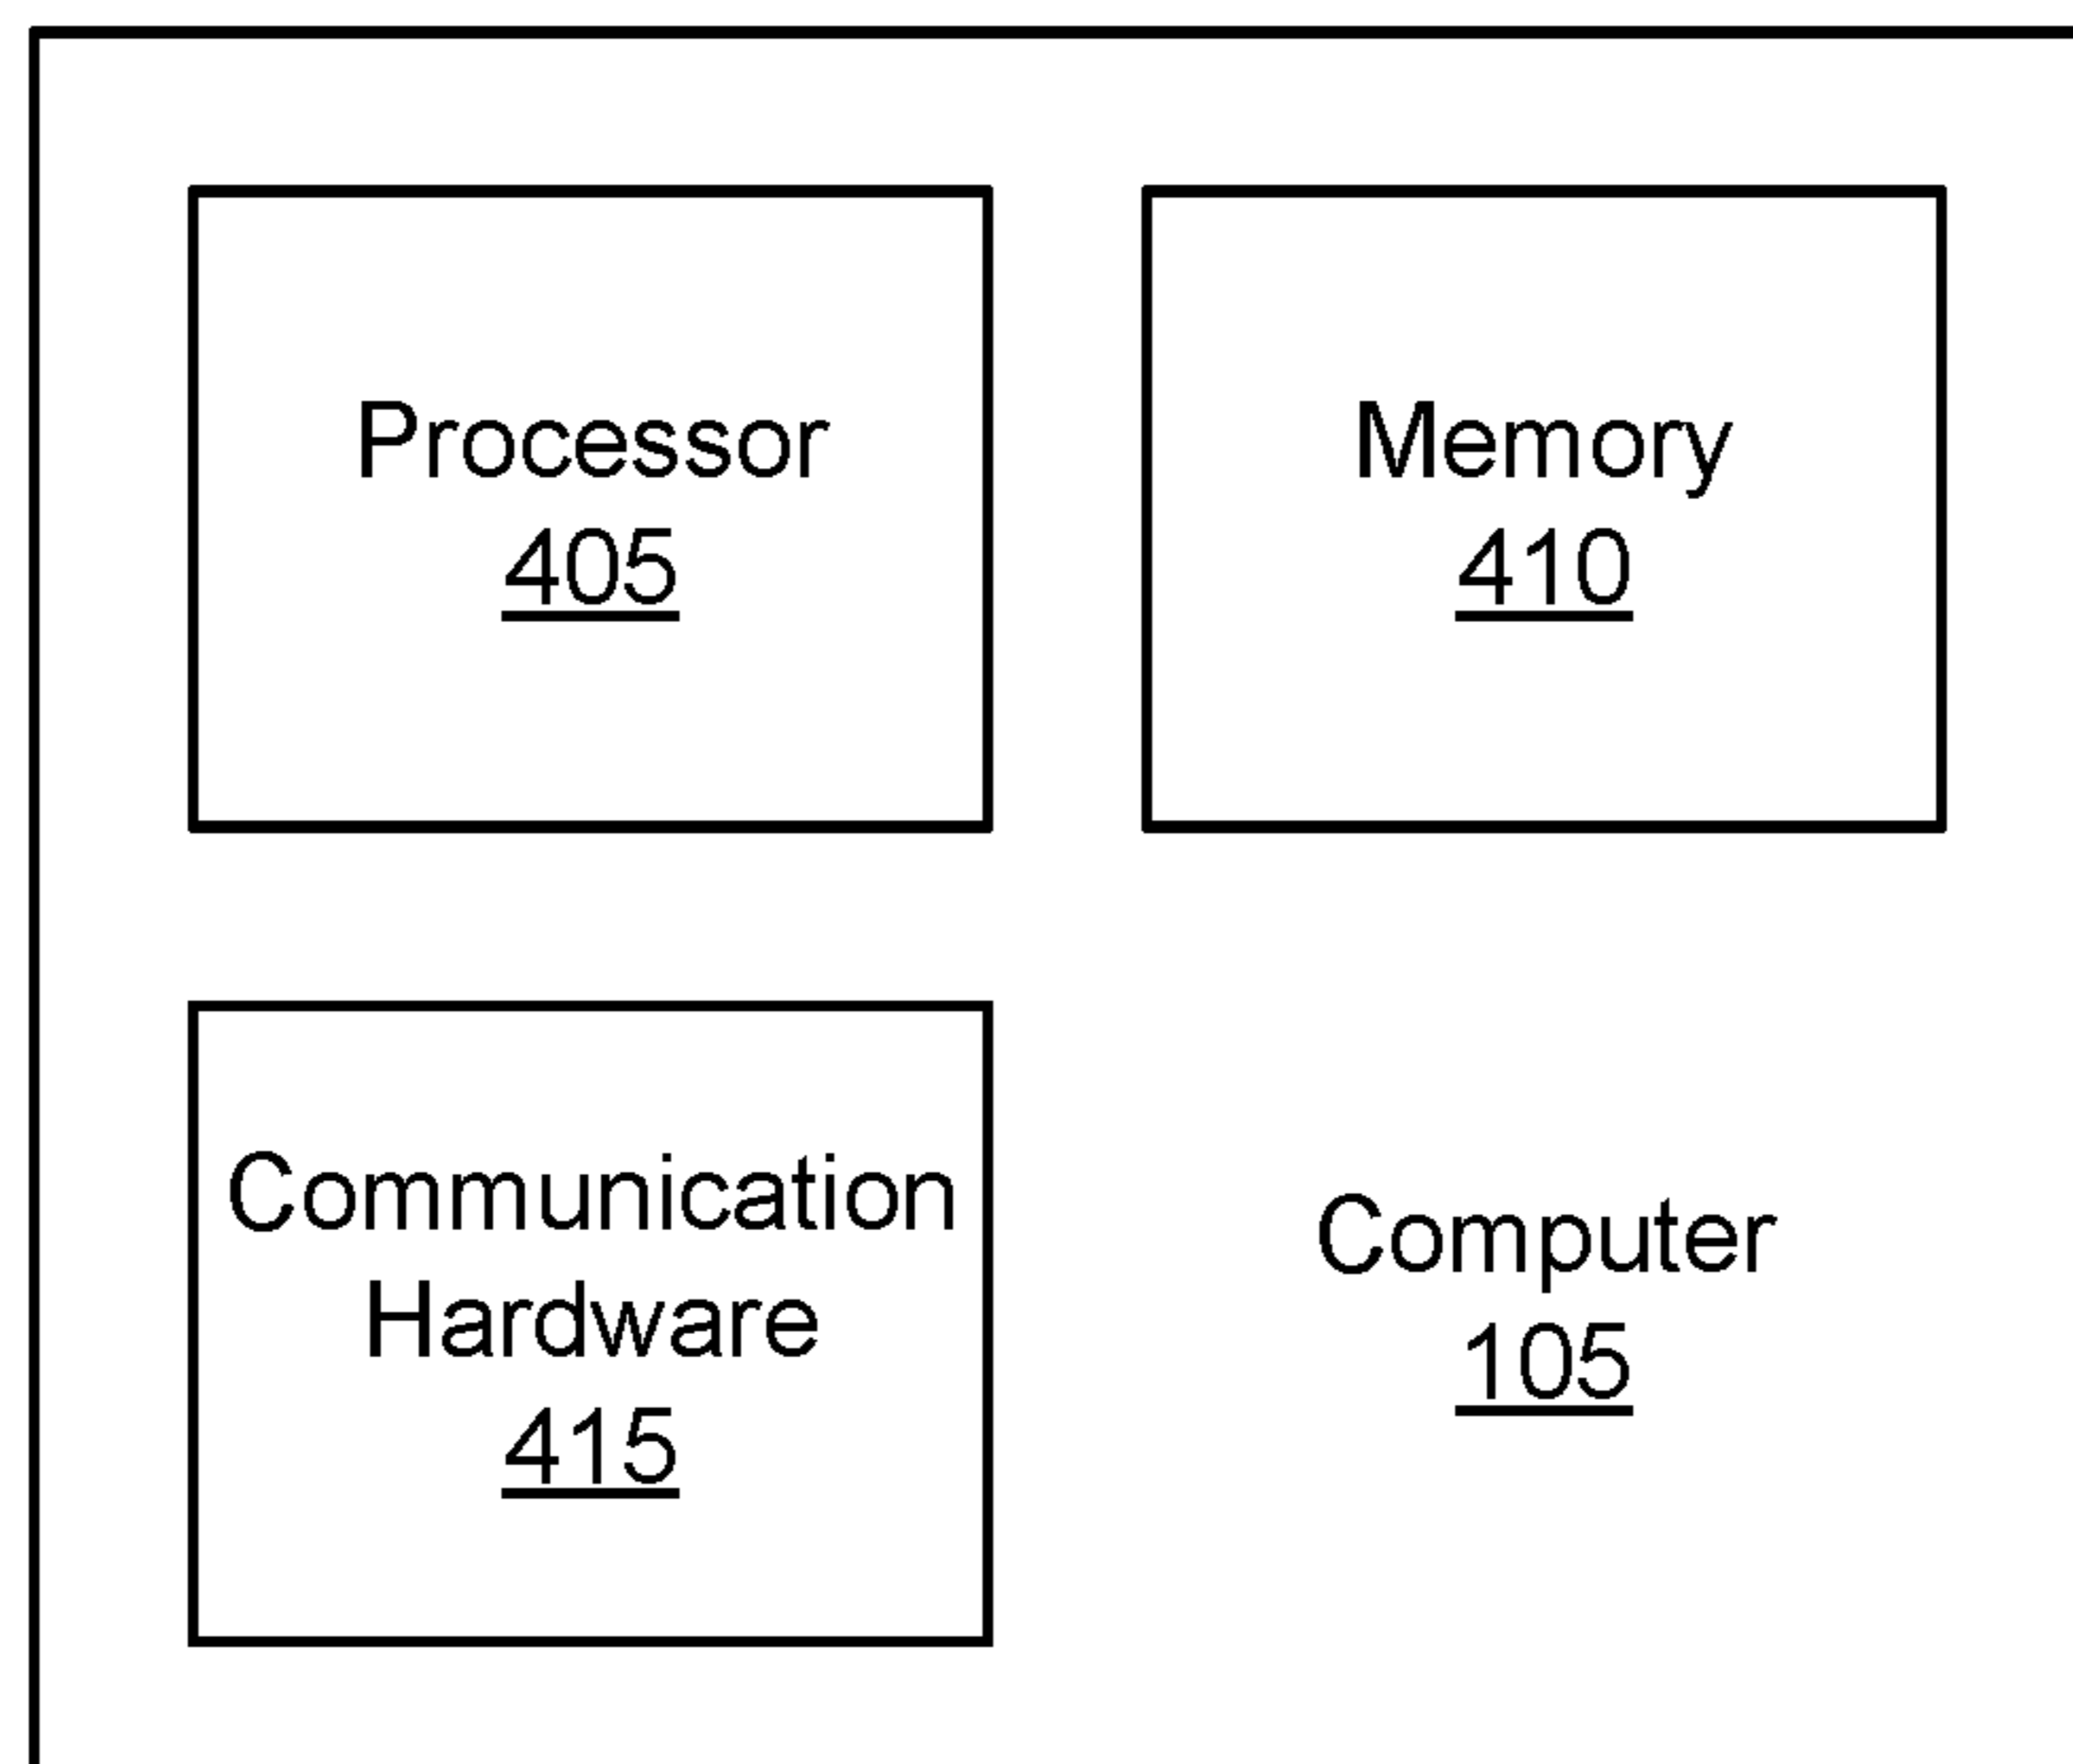 Processor
405
Memory
410
Communication
Hardware
415
Computer
105